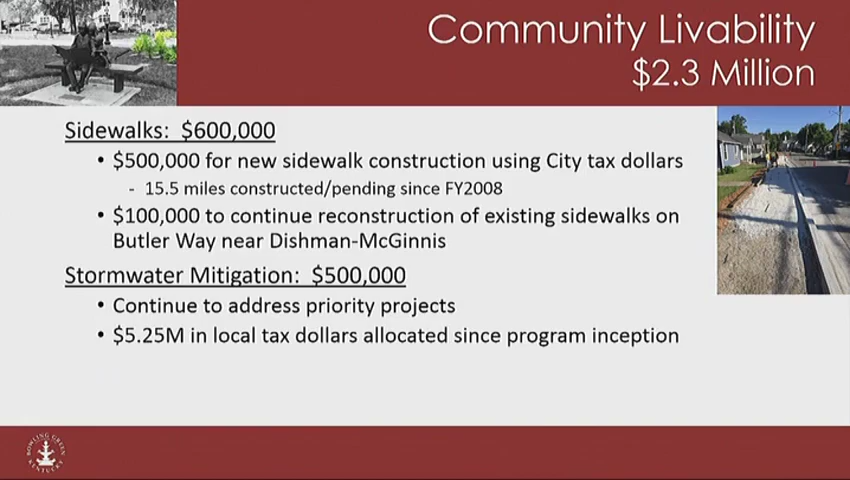 Community Livability
$2.3 Million
Sidewalks: $600,000
• $500,000 for new sidewalk construction using City tax dollars
- 15.5 miles constructed/pending since FY2008
• $100,000 to continue reconstruction of existing sidewalks on
Butler Way near Dishman-McGinnis
Stormwater Mitigation: $500,000
• Continue to address priority projects
• $5.25M in local tax dollars allocated since program inception
BOWLING GREEN
KENTUCKY